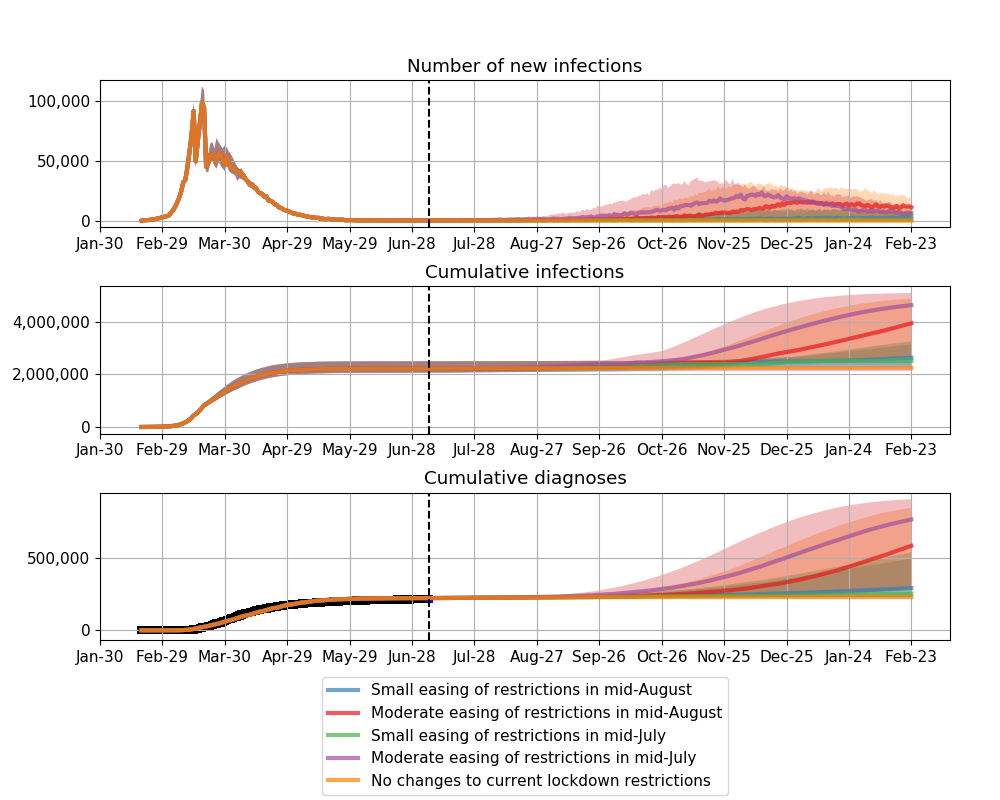 Number of new infections
100,000
50,000
0
Jan-30 Feb-29 Mar-30 Apr-29 May-29 Jun-28 Jul-28 Aug-27 Sep-26 Oct-26 Nov-25 Dec-25 Jan-24 Feb-23
Cumulative infections
4,000,000
2,000,000
0
Jan-30 Feb-29 Mar-30 Apr-29 May-29 Jun-28 Jul-28 Aug-27 Sep-26 Oct-26 Nov-25 Dec-25 Jan-24 Feb-23
Cumulative diagnoses
500,000
0
Jan-30 Feb-29 Mar-30 Apr-29 May-29 Jun-28 Jul-28 Aug-27 Sep-26 Oct-26 Nov-25 Dec-25 Jan-24 Feb-23
Small easing of restrictions in mid-August
Moderate easing of restrictions in mid-August
Small easing of restrictions in mid-July
Moderate easing of restrictions in mid-July
No changes to current lockdown restrictions